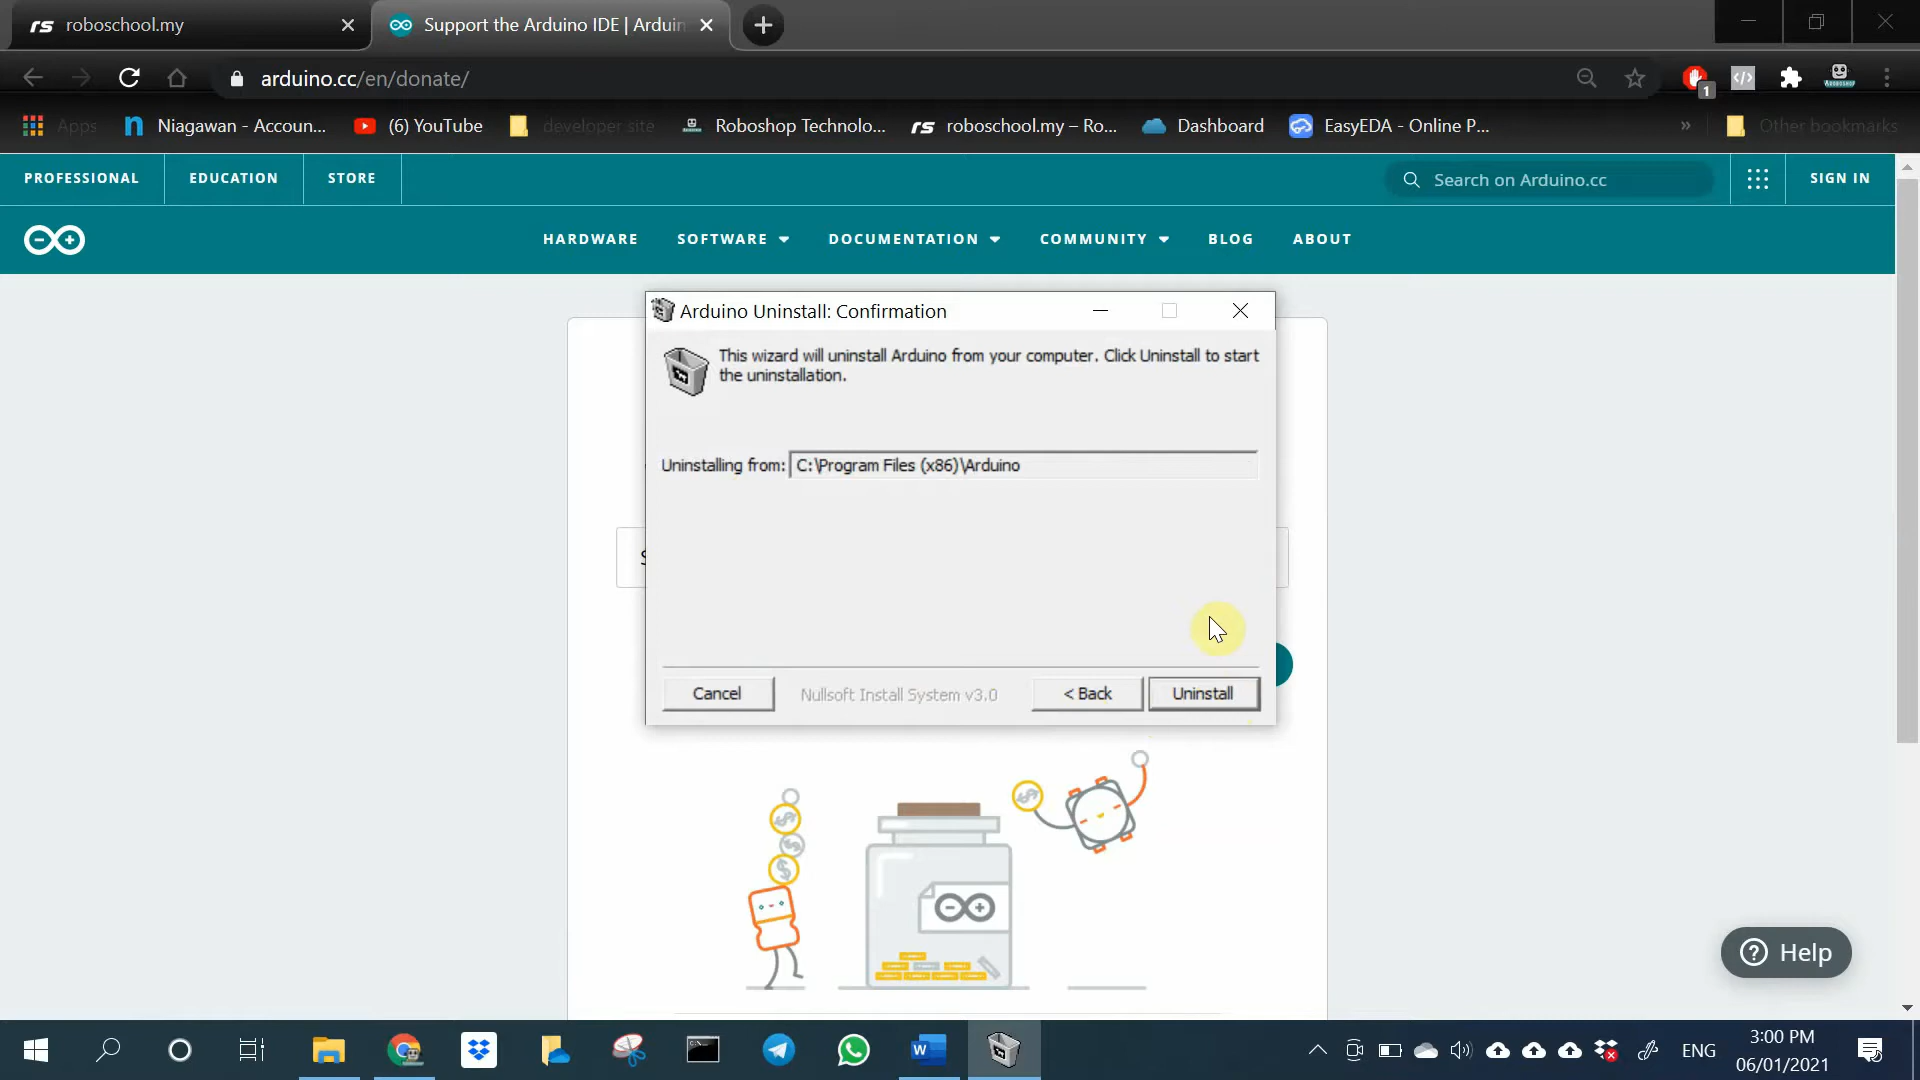 rs roboschool.my
Support the Arduino IDE | Arduin
arduino.cc/en/donate/
1
Apps
n Niagawan - Accoun...
(6) YouTube
developer site
Roboshop Technolo...
rs roboschool.my – Ro...
Dashboard
EasyEDA - Online P...
»
Other bookmarks
PROFESSIONAL
EDUCATION
STORE
Search on Arduino.cc
SIGN IN
HARDWARE
SOFTWARE
DOCUMENTATION
COMMUNITY
BLOG
ABOUT
Arduino Uninstall: Confirmation
This wizard will uninstall Arduino from your computer. Click Uninstall to start
the uninstallation.
Uninstalling from: C:\Program Files (x86)\Arduino
Cancel
Nullsoft Install System v3.0
< Back
Uninstall
Help
ENG
3:00 PM
06/01/2021